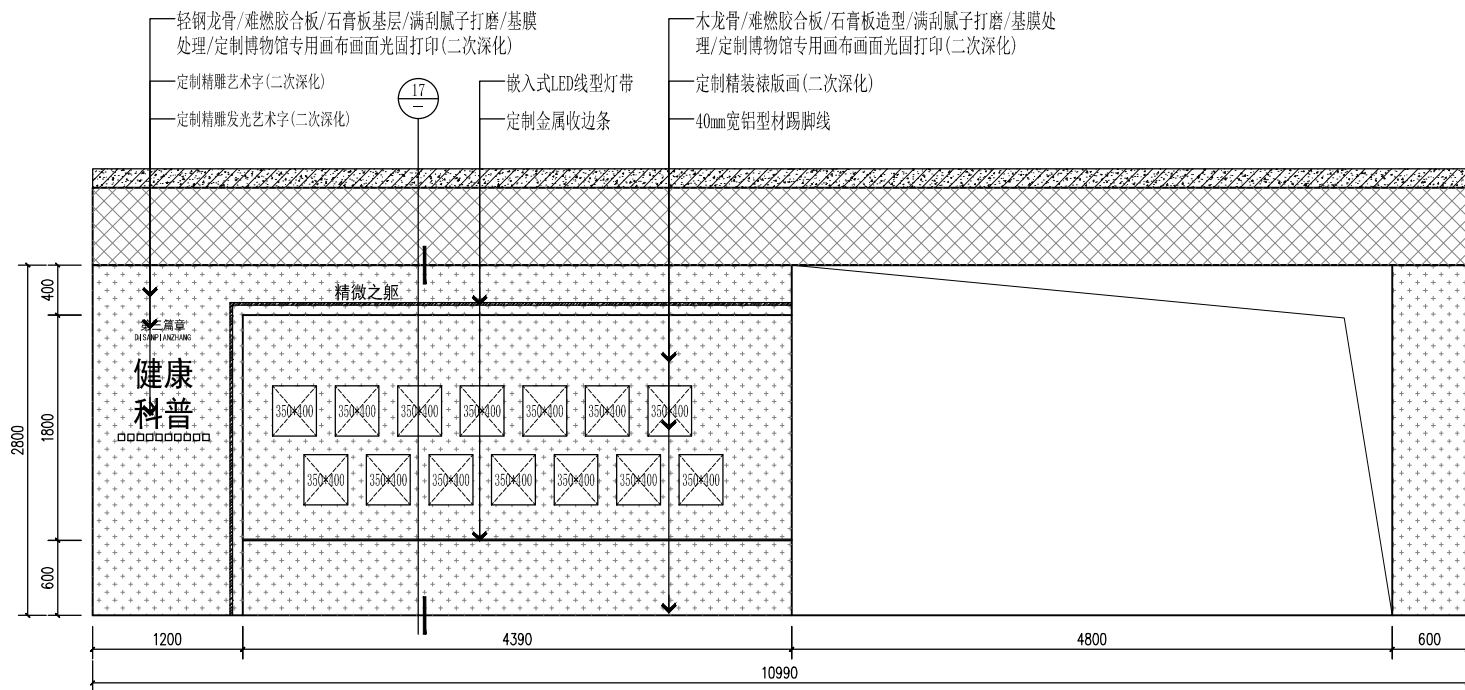 轻钢龙骨/难燃胶合板/石膏板基层/满刮腻子打磨/基膜
处理/定制博物馆专用画布画面光固打印(二次深化)
定制精雕艺术字(二次深化)
定制精雕发光艺术字(二次深化)
17
嵌入式LED线型灯带
定制金属收边条
木龙骨/难燃胶合板/石膏板造型/满刮腻子打磨/基膜处
理/定制博物馆专用画布画面光固打印(二次深化)
定制精装裱版画(二次深化)
40mm宽铝型材踢脚线
精微之躯
第三篇章
DISANPIANZHANG
健康
科普
□□□□□□□□□□
350*400 350*400 350*400 350*400 350*400 350*400 350*400
350*400 350*400 350*400 350*400 350*400 350*400 350*400
400
1800
600
2800
1200 4390 4800 600
10990